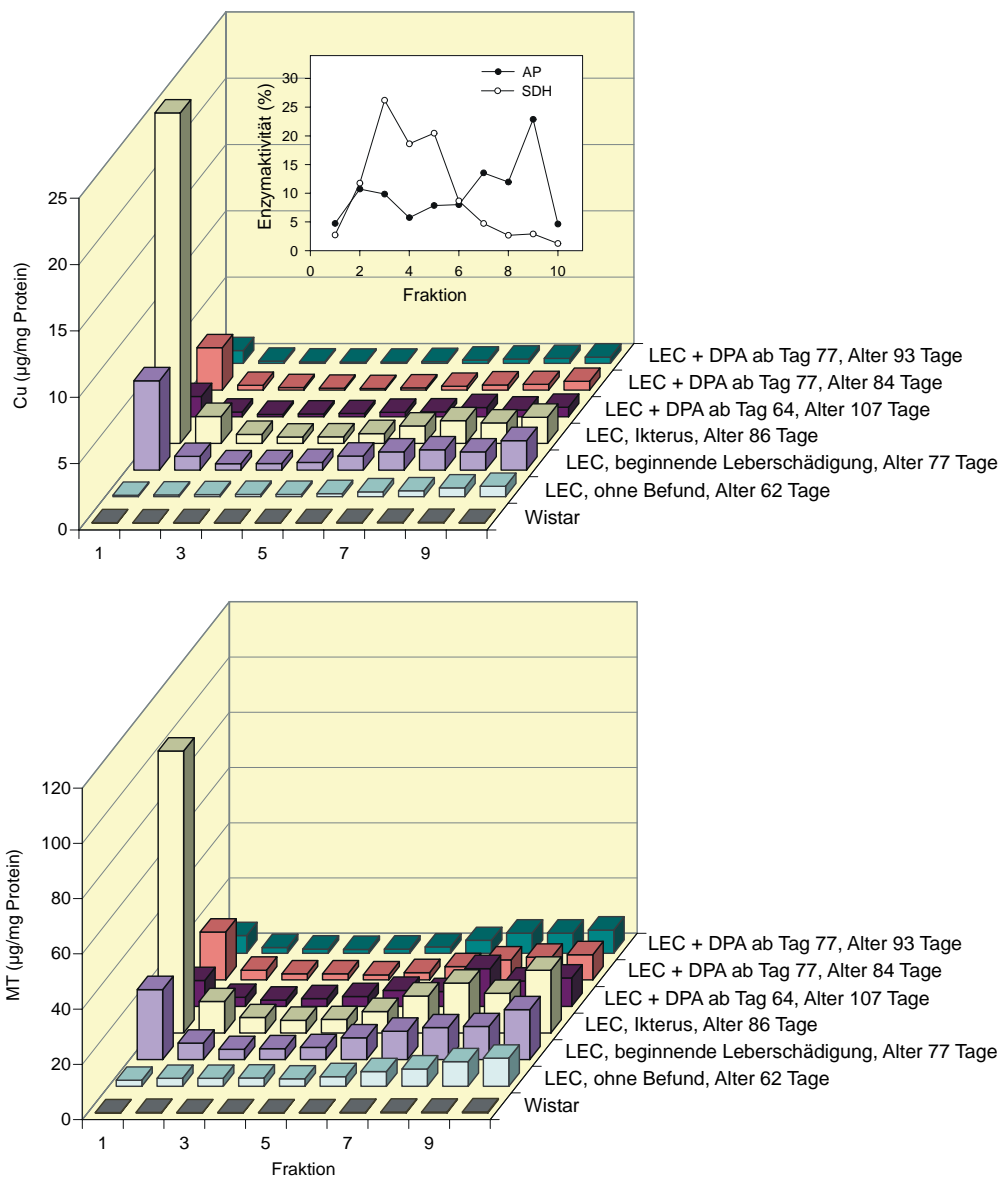 30
25
20
15
10
5
0
Enzymaktivität (%)
AP
SDH
0 2 4 6 8 10
Fraktion
25
20
15
10
5
0
Cu (µg/mg Protein)
LEC + DPA ab Tag 77, Alter 93 Tage
LEC + DPA ab Tag 77, Alter 84 Tage
LEC + DPA ab Tag 64, Alter 107 Tage
LEC, Ikterus, Alter 86 Tage
LEC, beginnende Leberschädigung, Alter 77 Tage
LEC, ohne Befund, Alter 62 Tage
Wistar
1 3 5 7 9
120
100
80
60
40
20
0
MT (µg/mg Protein)
LEC + DPA ab Tag 77, Alter 93 Tage
LEC + DPA ab Tag 77, Alter 84 Tage
LEC + DPA ab Tag 64, Alter 107 Tage
LEC, Ikterus, Alter 86 Tage
LEC, beginnende Leberschädigung, Alter 77 Tage
LEC, ohne Befund, Alter 62 Tage
Wistar
1 3 5 7 9
Fraktion